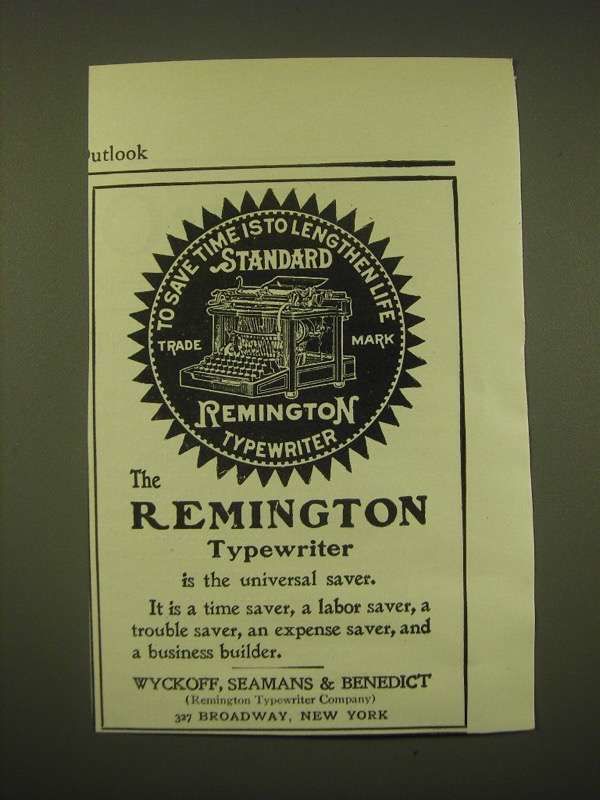 Outlook
TO SAVE TIME IS TO LENGTHEN LIFE
STANDARD
TRADE MARK
REMINGTON
TYPEWRITER
The
REMINGTON
Typewriter
is the universal saver.
It is a time saver, a labor saver, a
trouble saver, an expense saver, and
a business builder.
WYCKOFF, SEAMANS & BENEDICT
(Remington Typewriter Company)
327 BROADWAY, NEW YORK